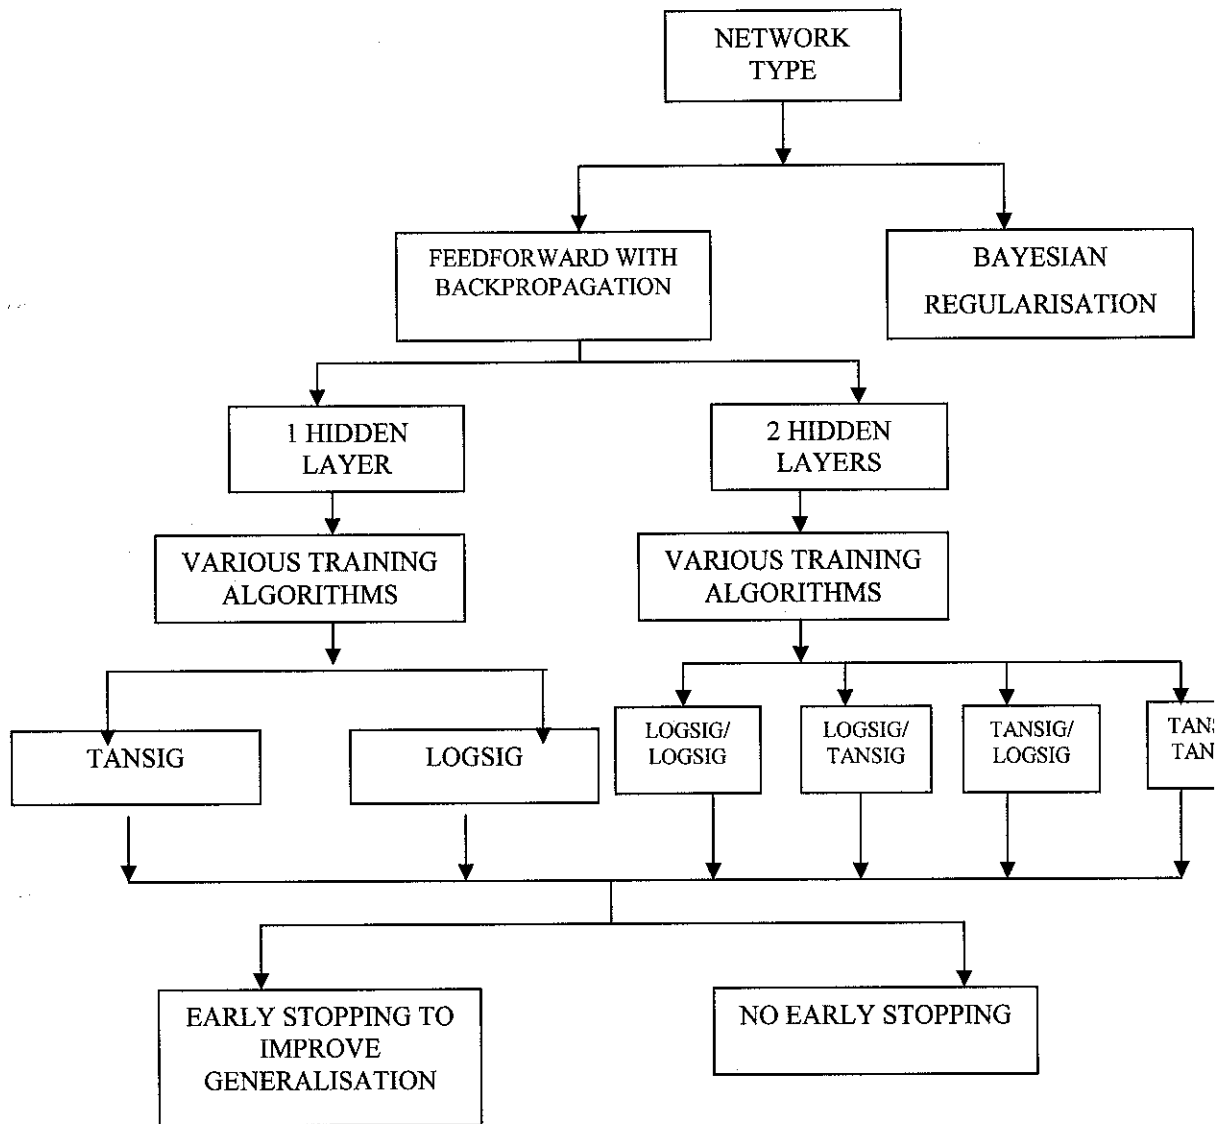 NETWORK
TYPE
FEEDFORWARD WITH
BACKPROPAGATION
BAYESIAN
REGULARISATION
1 HIDDEN
LAYER
2 HIDDEN
LAYERS
VARIOUS TRAINING
ALGORITHMS
VARIOUS TRAINING
ALGORITHMS
TANSIG
LOGSIG
LOGSIG/
LOGSIG
LOGSIG/
TANSIG
TANSIG/
LOGSIG
EARLY STOPPING TO
IMPROVE
GENERALISATION
NO EARLY STOPPING